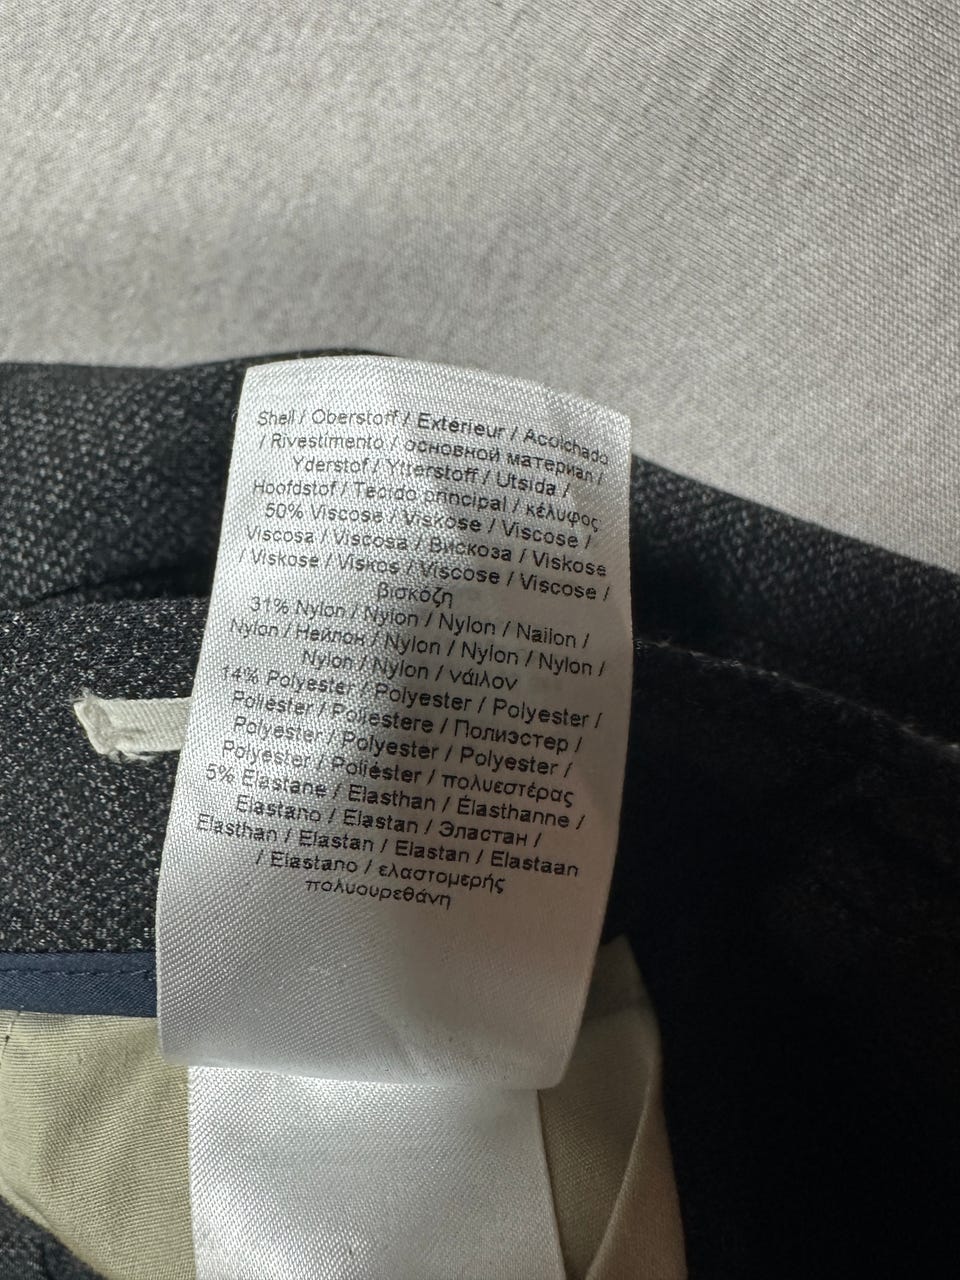 Shell / Oberstoff / Extérieur / Acolchado
/ Rivestimento / основной материал /
Yderstof / Ytterstoff / Utsida /
Hoofdstof / Tecido principal / κέλυφος
50% Viscose / Viskose / Viscose /
Viscosa / Viscosa / Вискоза / Viskose
/ Viskose / Viskos / Viscose / Viscose /
βισκόζη
31% Nylon / Nylon / Nylon / Nailon /
Nylon / Нейлон / Nylon / Nylon / Nylon /
Nylon / Nylon / νάιλον
14% Polyester / Polyester / Polyester /
Poliéster / Poliestere / Полиэстер /
Polyester / Polyester / Polyester /
Polyester / Poliéster / πολυεστέρας
5% Elastane / Elasthan / Élasthanne /
Elastano / Elastan / Эластан /
Elasthan / Elastan / Elastan / Elastaan
/ Elastano / ελαστομερής
πολυουρεθάνη